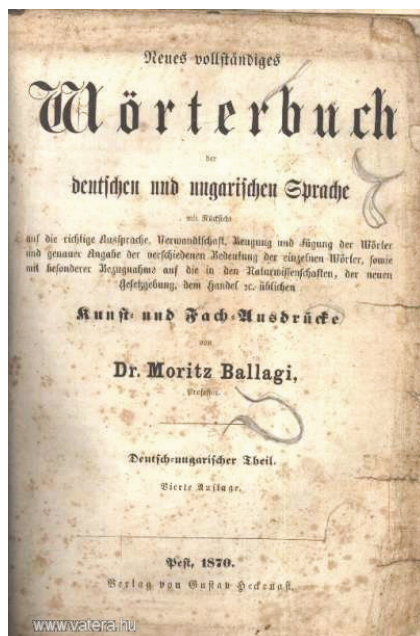 Neues vollständiges
Wörterbuch
der
deutschen und ungarischen Sprache
mit Rücksicht
auf die richtige Aussprache, Verwandtschaft, Beugung und Fügung der Wörter
und genauer Angabe der verschiedenen Bedeutung der einzelnen Wörter, sowie
mit besonderer Bezugnahme auf die in den Naturwissenschaften, der neuen
Gesetzgebung, dem Handel ꝛc. üblichen
Kunst- und Fach-Ausdrücke
von
Dr. Moritz Ballagi,
Professor.
Deutsch-ungarischer Theil.
Vierte Auflage.
Pest, 1870.
Verlag von Gustav Heckenast.
www.vatera.hu